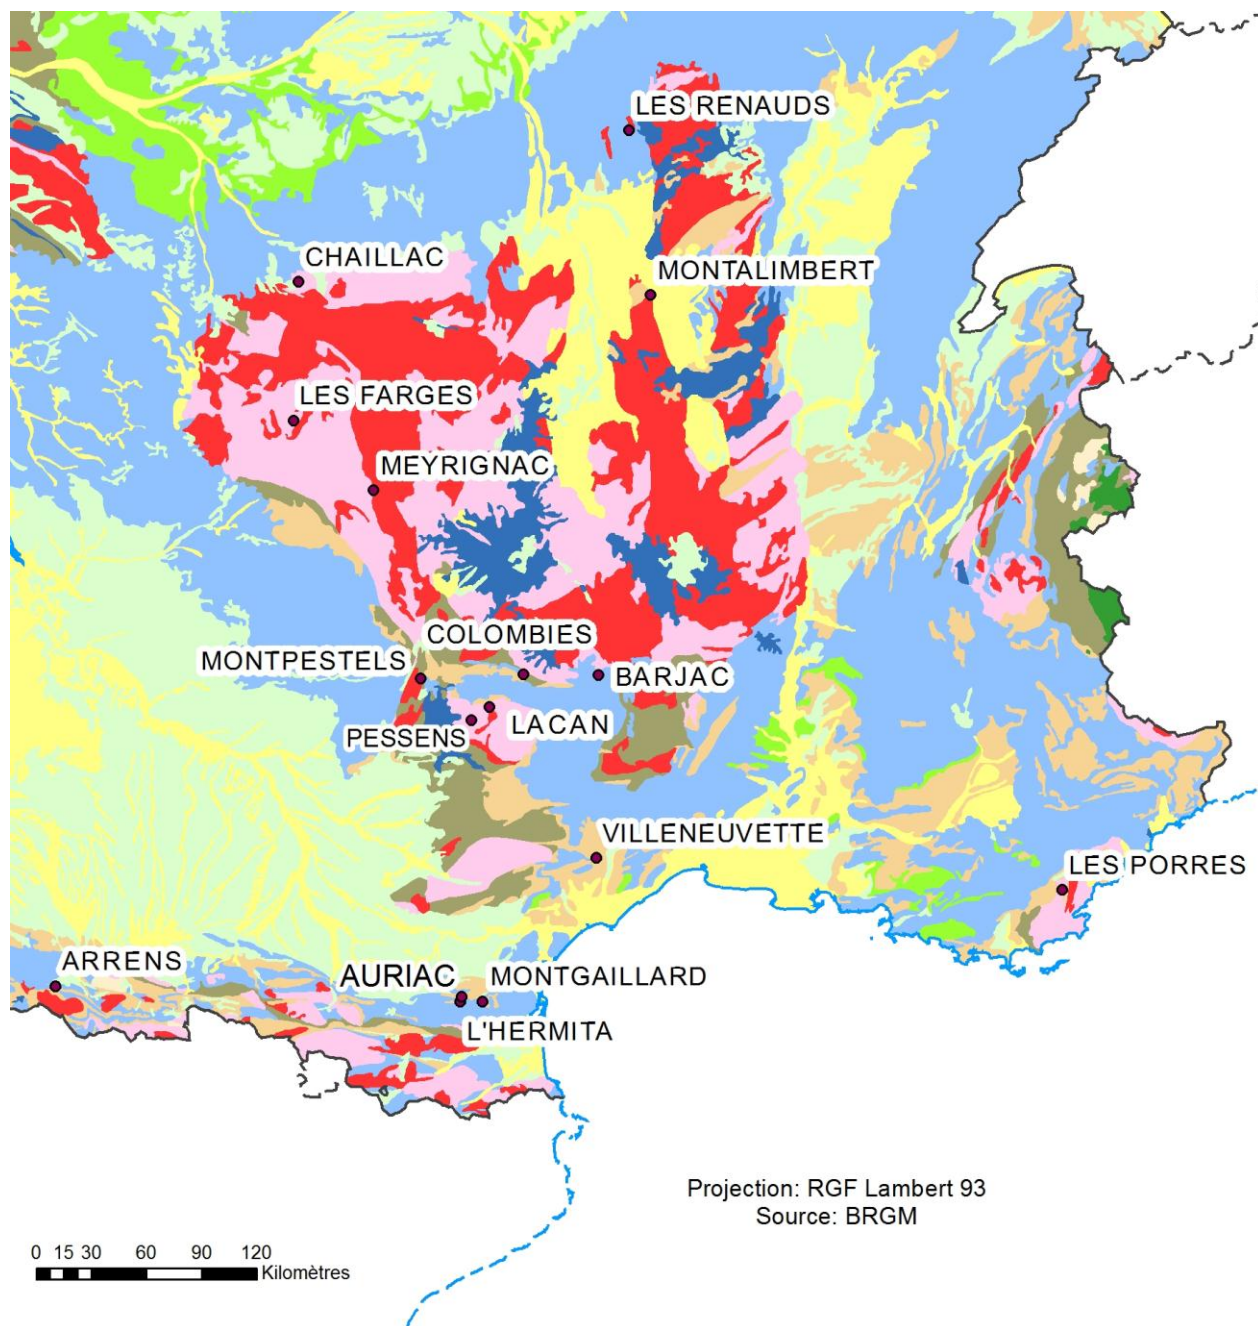 LES RENAUDS
CHAILLAC
MONTALIMBERT
LES FARGES
MEYRIGNAC
COLOMBIES
MONTPESTELS
BARJAC
PESSENS
LACAN
VILLENEUVETTE
LES PORRES
ARRENS
AURIAC
MONTGAILLARD
L'HERMITA
Projection: RGF Lambert 93
Source: BRGM
0 15 30 60 90 120
Kilomètres